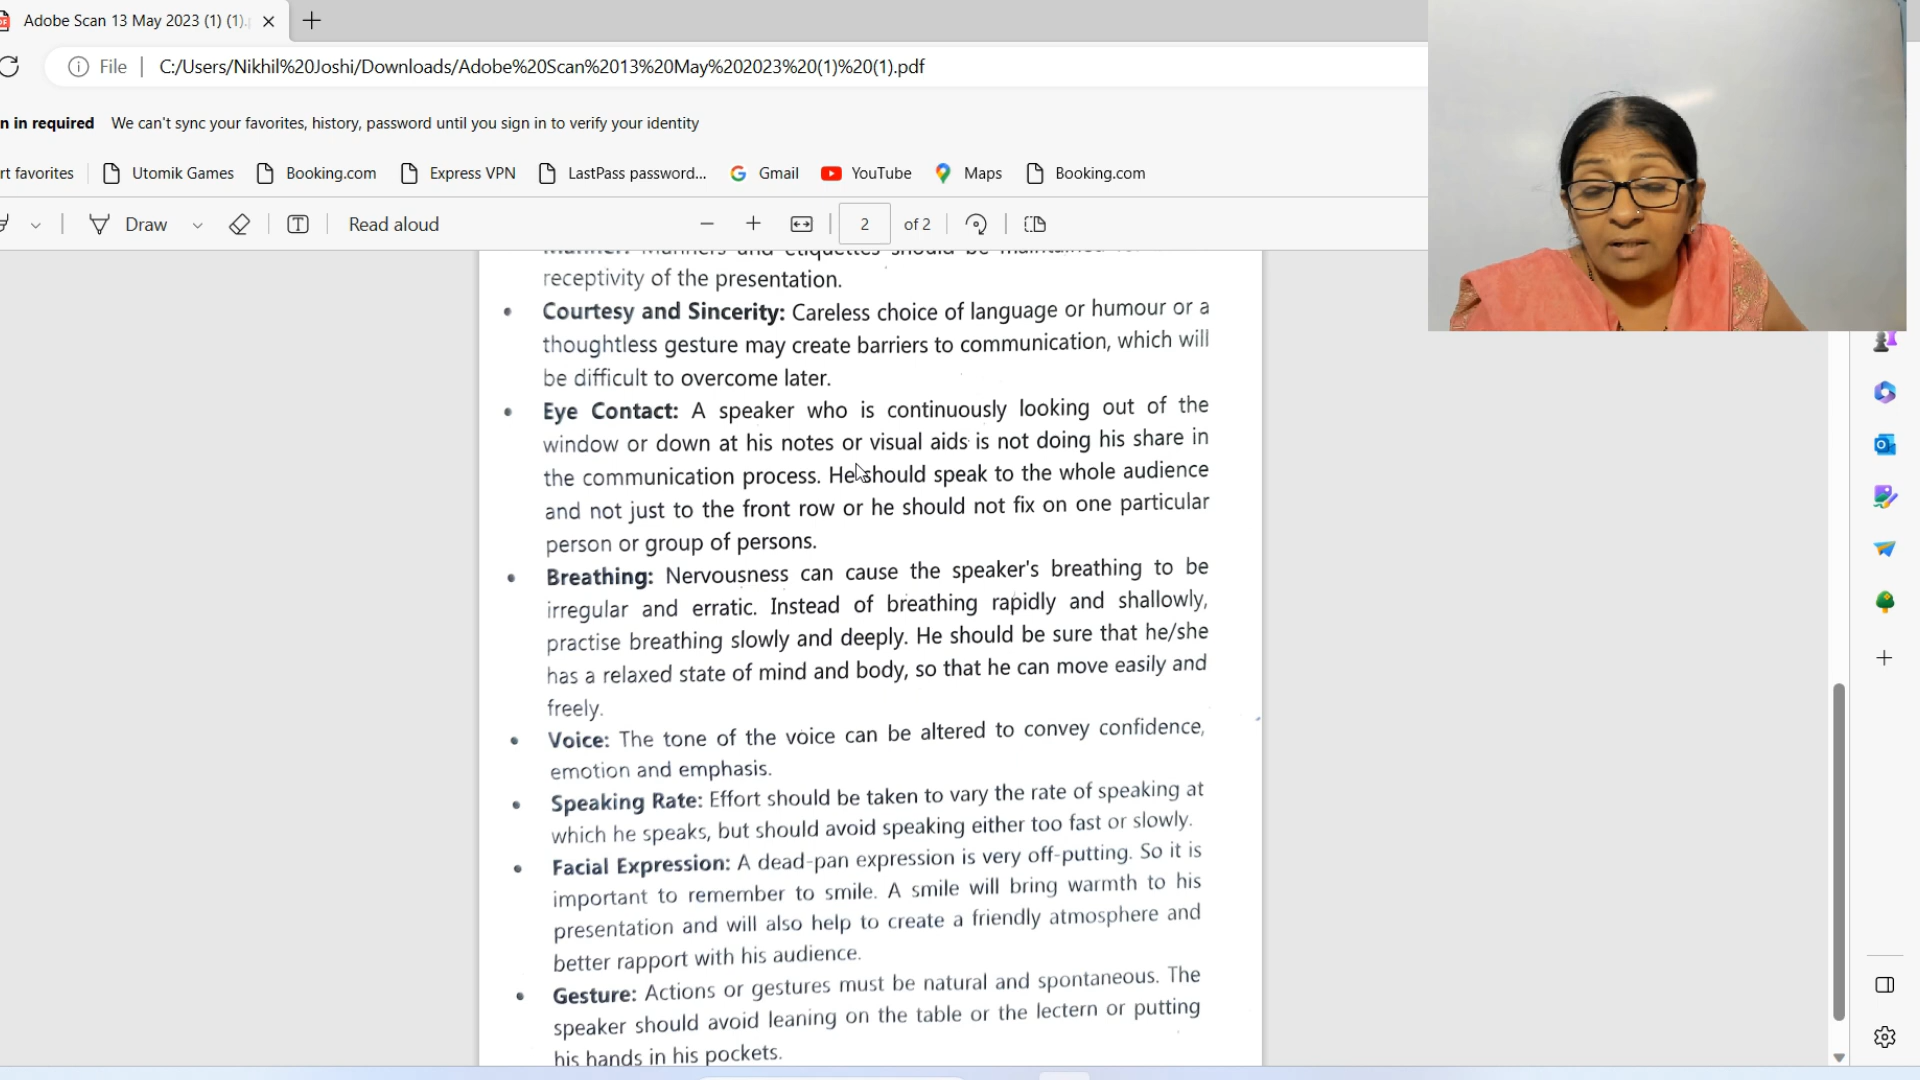 Adobe Scan 13 May 2023 (1) (1).
File
C:/Users/Nikhil%20Joshi/Downloads/Adobe%20Scan%2013%20May%202023%20(1)%20(1).pdf
n in required We can't sync your favorites, history, password until you sign in to verify your identity
rt favorites Utomik Games Booking.com Express VPN LastPass password... Gmail YouTube Maps Booking.com
Draw Read aloud 2 of 2
Manner: Manners and etiquettes should be maintained
receptivity of the presentation.
• Courtesy and Sincerity: Careless choice of language or humour or a
thoughtless gesture may create barriers to communication, which will
be difficult to overcome later.
• Eye Contact: A speaker who is continuously looking out of the
window or down at his notes or visual aids is not doing his share in
the communication process. He should speak to the whole audience
and not just to the front row or he should not fix on one particular
person or group of persons.
• Breathing: Nervousness can cause the speaker's breathing to be
irregular and erratic. Instead of breathing rapidly and shallowly,
practise breathing slowly and deeply. He should be sure that he/she
has a relaxed state of mind and body, so that he can move easily and
freely.
• Voice: The tone of the voice can be altered to convey confidence,
emotion and emphasis.
• Speaking Rate: Effort should be taken to vary the rate of speaking at
which he speaks, but should avoid speaking either too fast or slowly.
• Facial Expression: A dead-pan expression is very off-putting. So it is
important to remember to smile. A smile will bring warmth to his
presentation and will also help to create a friendly atmosphere and
better rapport with his audience.
• Gesture: Actions or gestures must be natural and spontaneous. The
speaker should avoid leaning on the table or the lectern or putting
his hands in his pockets.